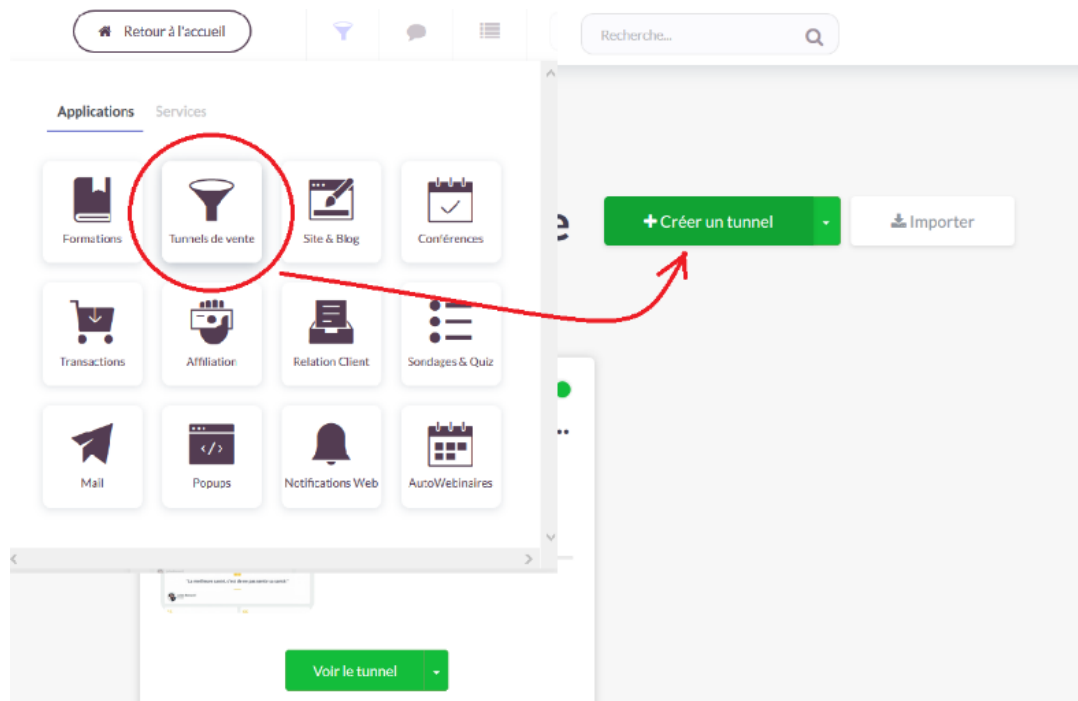 Retour à l'accueil
Recherche...
Applications Services
Formations Tunnels de vente Site & Blog Conférences
e + Créer un tunnel Importer
Transactions Affiliation Relation Client Sondages & Quiz
...
Mail Popups Notifications Web AutoWebinaires
Voir le tunnel